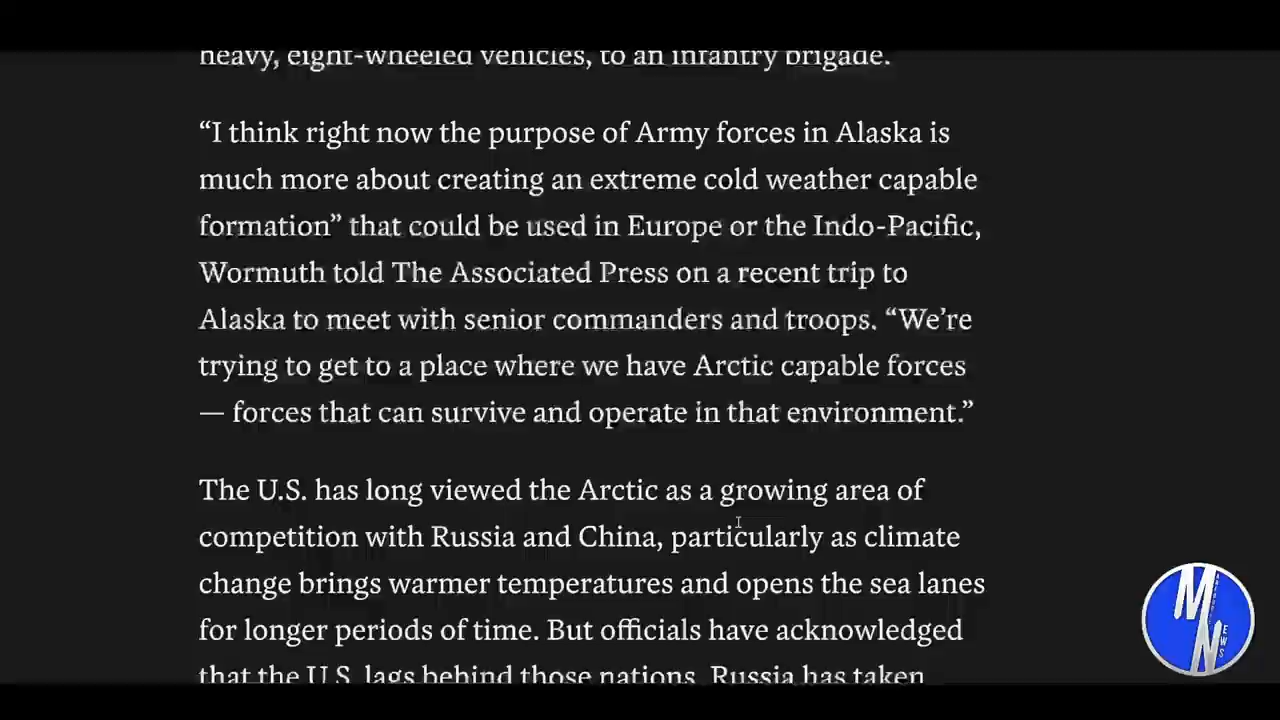 heavy, eight-wheeled vehicles, to an infantry brigade.
“I think right now the purpose of Army forces in Alaska is
much more about creating an extreme cold weather capable
formation” that could be used in Europe or the Indo-Pacific,
Wormuth told The Associated Press on a recent trip to
Alaska to meet with senior commanders and troops. “We’re
trying to get to a place where we have Arctic capable forces
— forces that can survive and operate in that environment.”
The U.S. has long viewed the Arctic as a growing area of
competition with Russia and China, particularly as climate
change brings warmer temperatures and opens the sea lanes
for longer periods of time. But officials have acknowledged
that the U.S. lags behind those nations. Russia has taken
MN
EWS